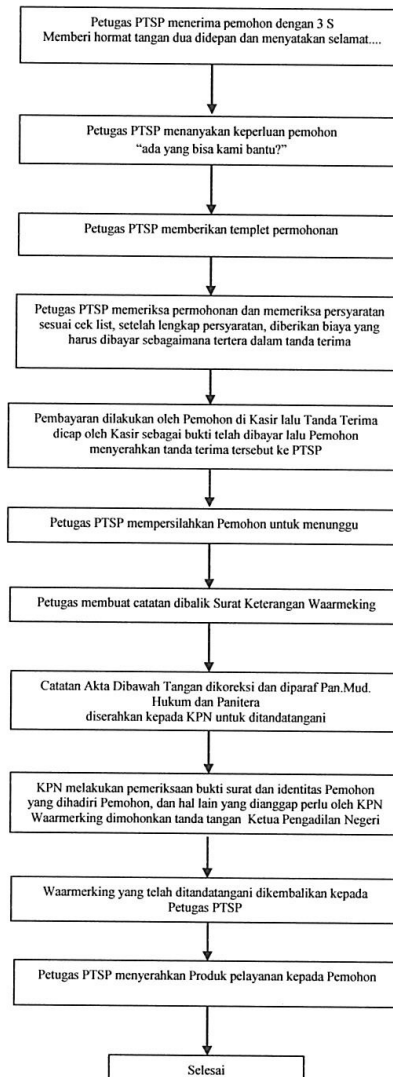 Petugas PTSP menerima pemohon dengan 3 S
Memberi hormat tangan dua didepan dan menyatakan selamat....
Petugas PTSP menanyakan keperluan pemohon
“ada yang bisa kami bantu?”
Petugas PTSP memberikan templet permohonan
Petugas PTSP memeriksa permohonan dan memeriksa persyaratan
sesuai cek list, setelah lengkap persyaratan, diberikan biaya yang
harus dibayar sebagaimana tertera dalam tanda terima
Pembayaran dilakukan oleh Pemohon di Kasir lalu Tanda Terima
dicap oleh Kasir sebagai bukti telah dibayar lalu Pemohon
menyerahkan tanda terima tersebut ke PTSP
Petugas PTSP mempersilahkan Pemohon untuk menunggu
Petugas membuat catatan dibalik Surat Keterangan Waarmeking
Catatan Akta Dibawah Tangan dikoreksi dan diparaf Pan.Mud.
Hukum dan Panitera
diserahkan kepada KPN untuk ditandatangani
KPN melakukan pemeriksaan bukti surat dan identitas Pemohon
yang dihadiri Pemohon, dan hal lain yang dianggap perlu oleh KPN
Waarmerking dimohonkan tanda tangan Ketua Pengadilan Negeri
Waarmerking yang telah ditandatangani dikembalikan kepada
Petugas PTSP
Petugas PTSP menyerahkan Produk pelayanan kepada Pemohon
Selesai